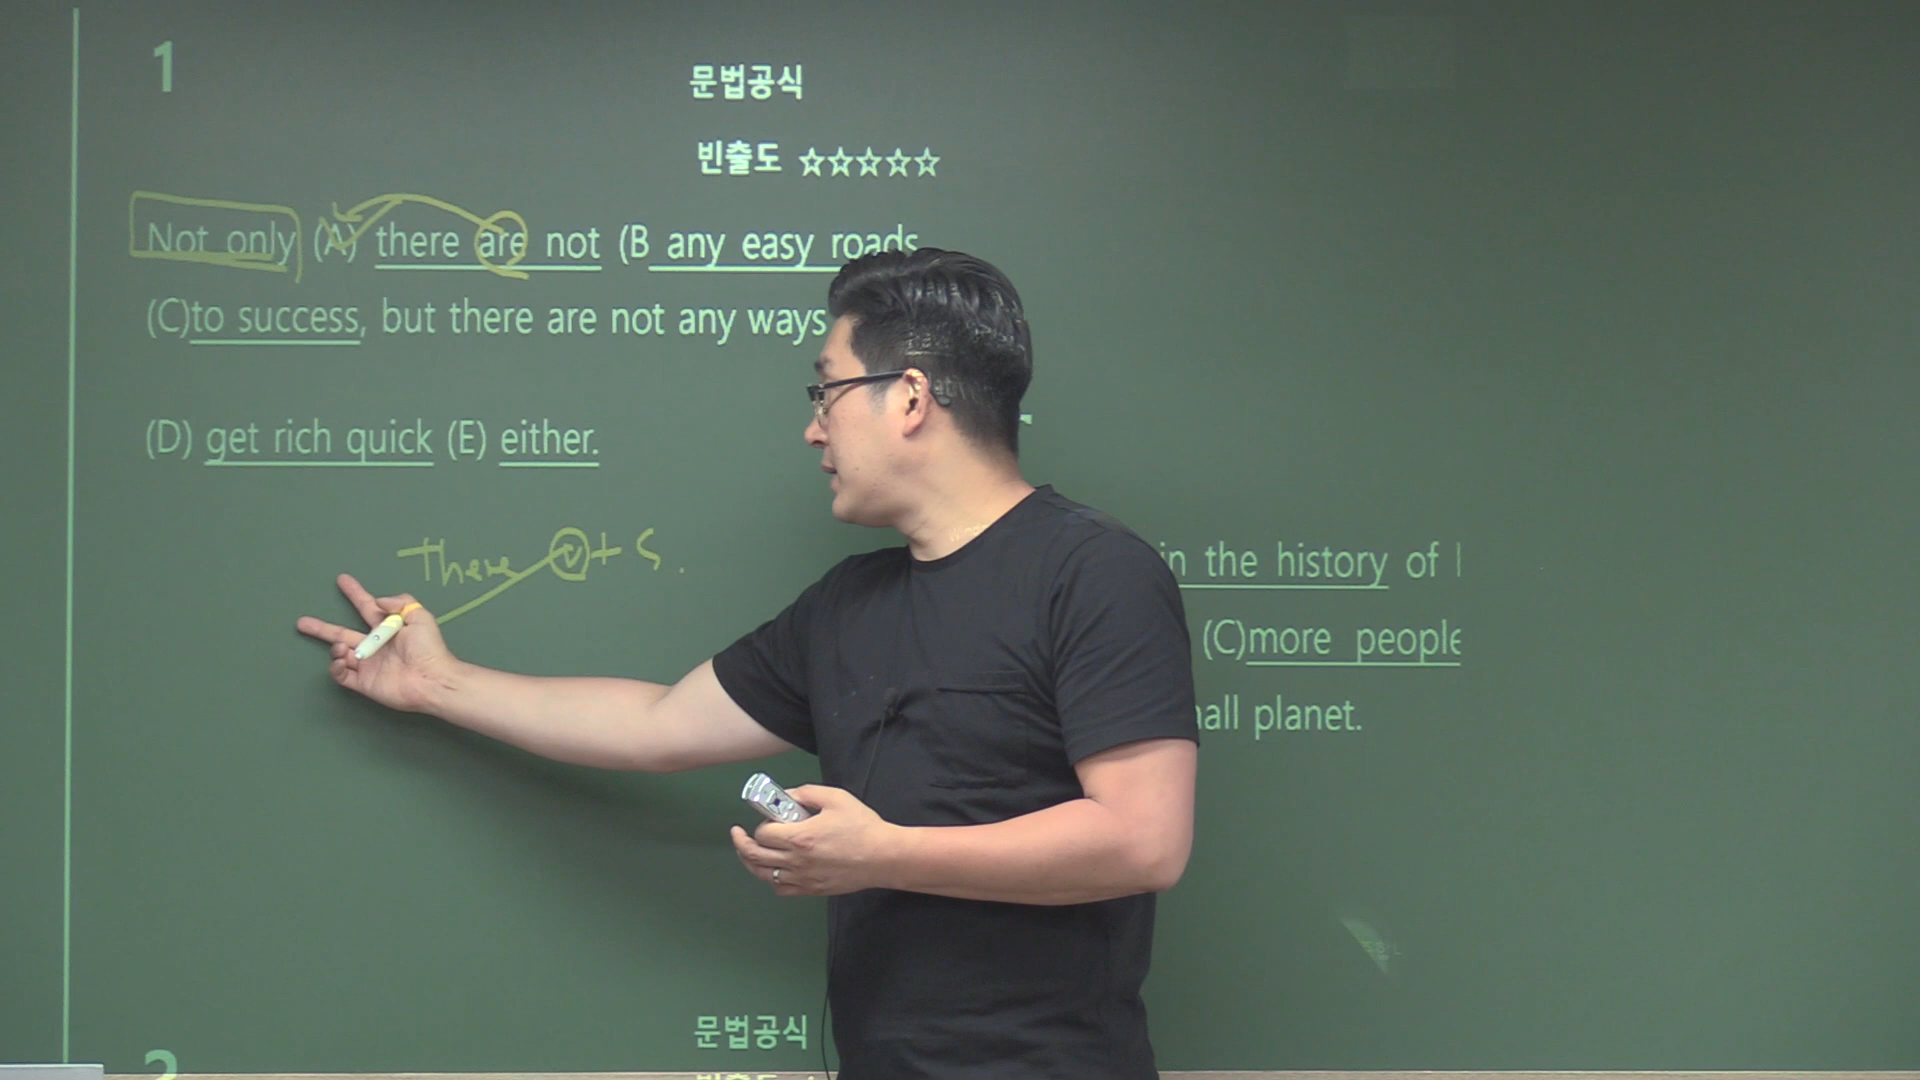 1
문법공식
빈출도 ☆☆☆☆☆
Not only (A) there are not (B any easy roads
(C)to success, but there are not any ways
(D) get rich quick (E) either.
There ⓥ + S.
in the history of
(C)more people
planet.
문법공식
2